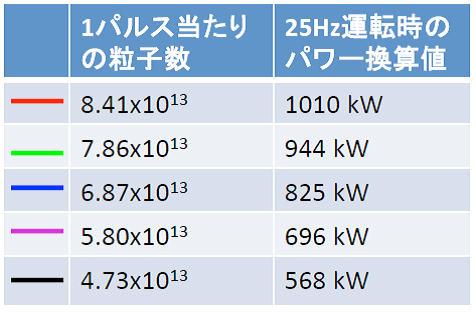 1パルス当たり
の粒子数
25Hz運転時の
パワー換算値
8.41x10¹³ 1010 kW
7.86x10¹³ 944 kW
6.87x10¹³ 825 kW
5.80x10¹³ 696 kW
4.73x10¹³ 568 kW